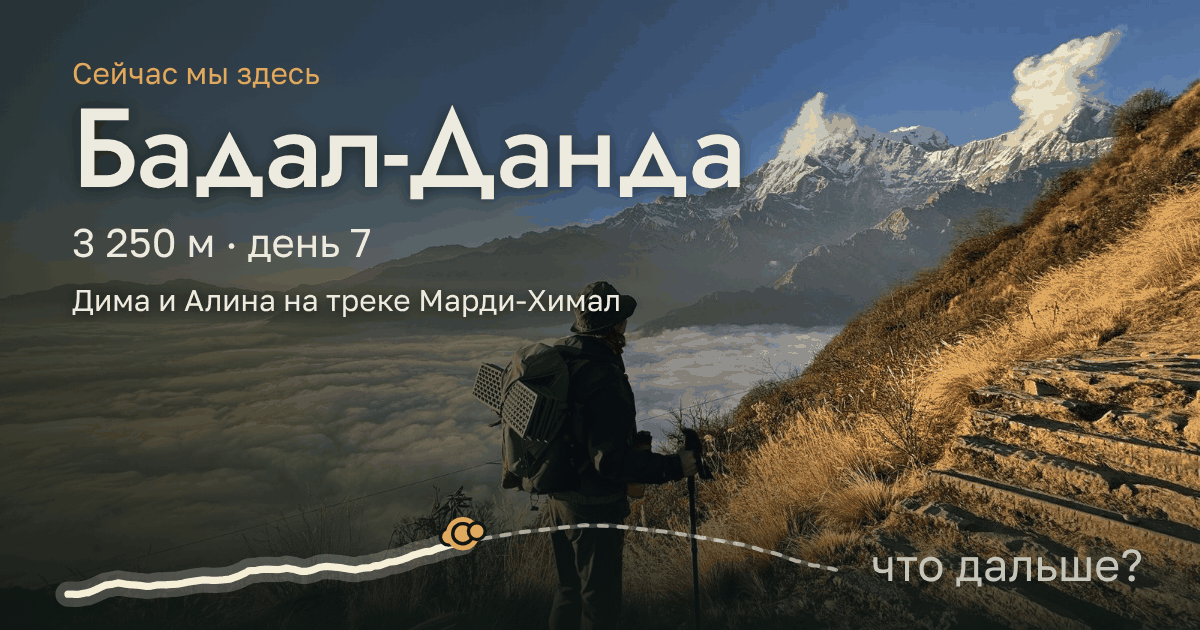 Сейчас мы здесь
Бадал-Данда
3 250 м · день 7
Дима и Алина на треке Марди-Химал
что дальше?